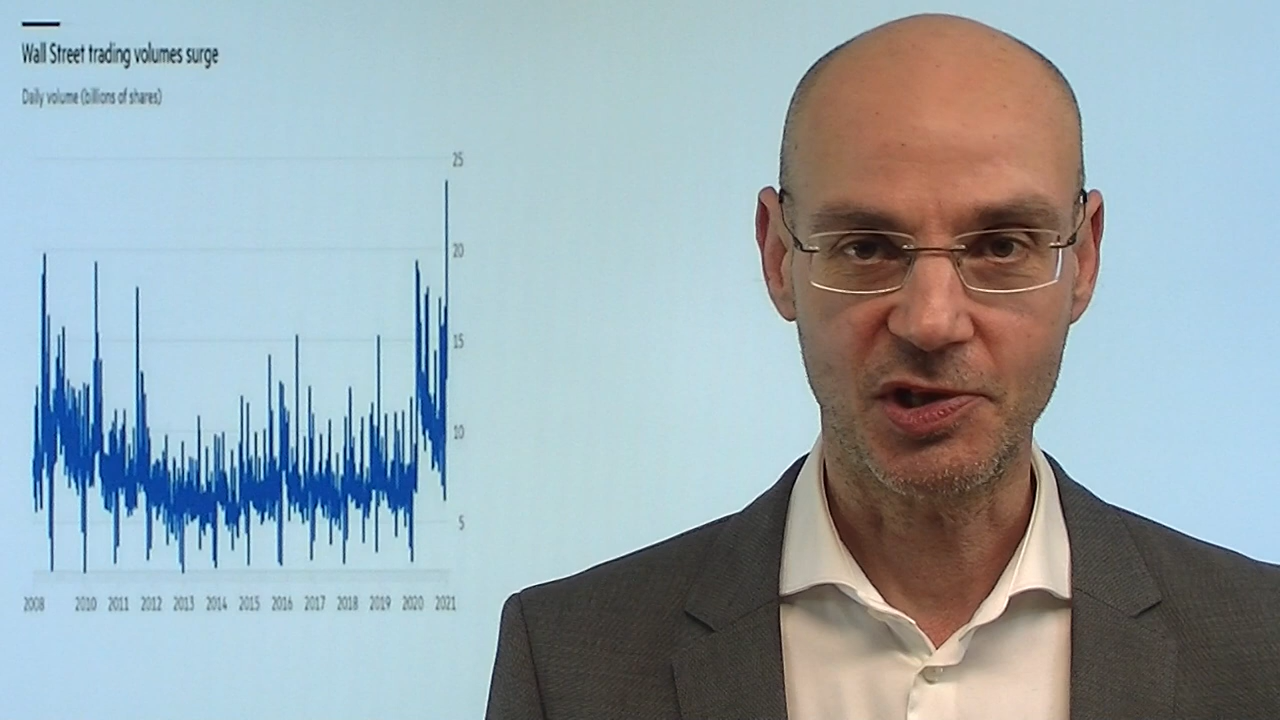 Wall Street trading volumes surge
Daily volume (billions of shares)
25
20
15
10
5
2008 2010 2011 2012 2013 2014 2015 2016 2017 2018 2019 2020 2021